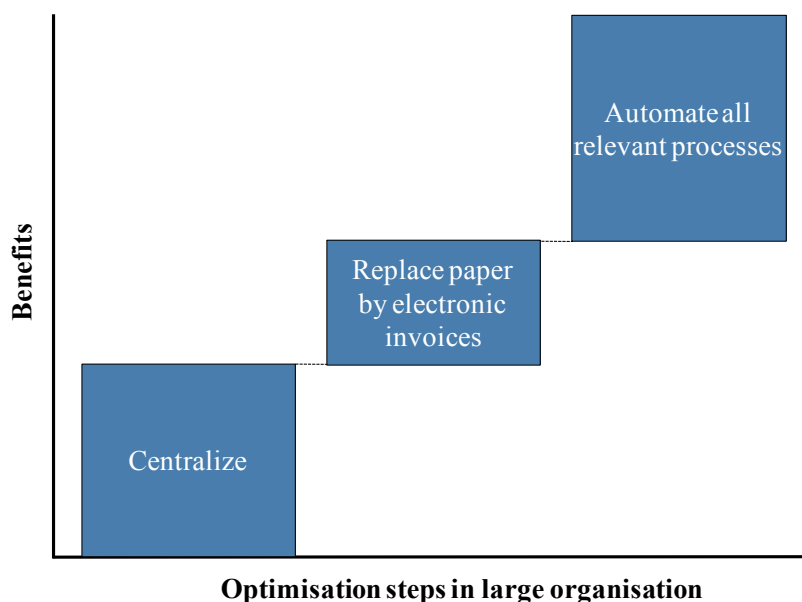 Automate all
relevant processes
Replace paper
by electronic
invoices
Centralize
Benefits
Optimisation steps in large organisation